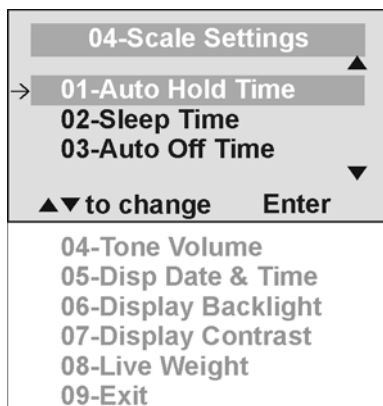 04-Scale Settings
01-Auto Hold Time
02-Sleep Time
03-Auto Off Time
▲▼to change Enter
04-Tone Volume
05-Disp Date & Time
06-Display Backlight
07-Display Contrast
08-Live Weight
09-Exit